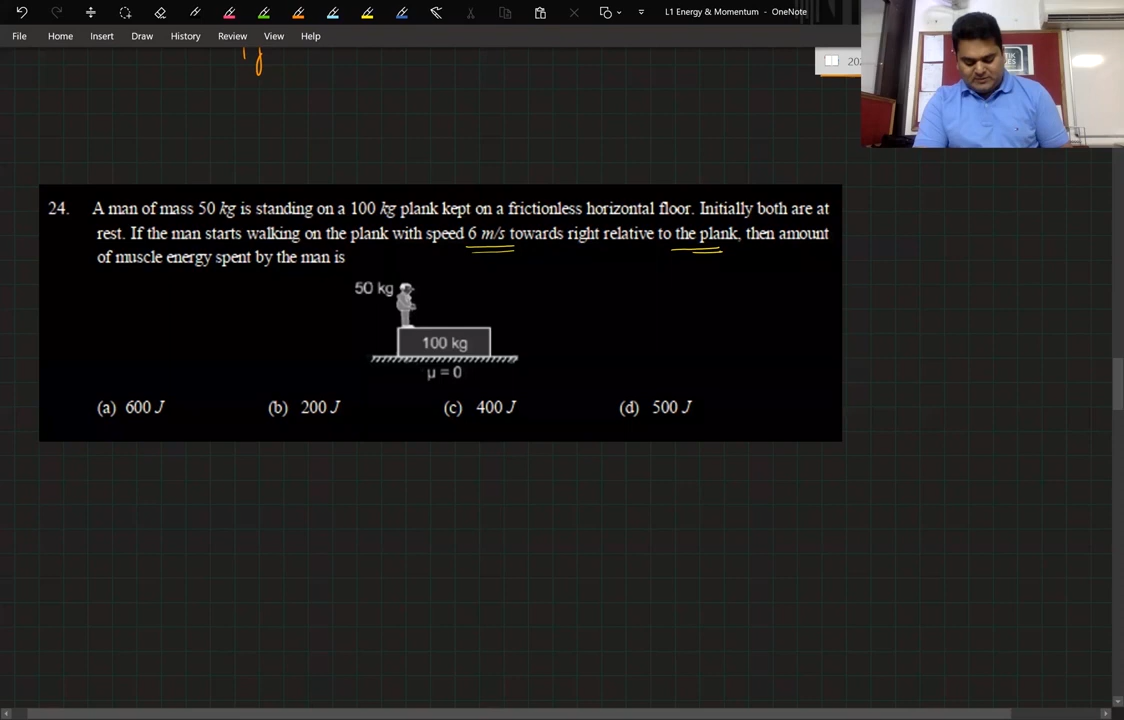 L1 Energy & Momentum - OneNote
File Home Insert Draw History Review View Help
24. A man of mass 50 kg is standing on a 100 kg plank kept on a frictionless horizontal floor. Initially both are at
rest. If the man starts walking on the plank with speed 6 m/s towards right relative to the plank, then amount
of muscle energy spent by the man is
50 kg
100 kg
μ = 0
(a) 600 J (b) 200 J (c) 400 J (d) 500 J